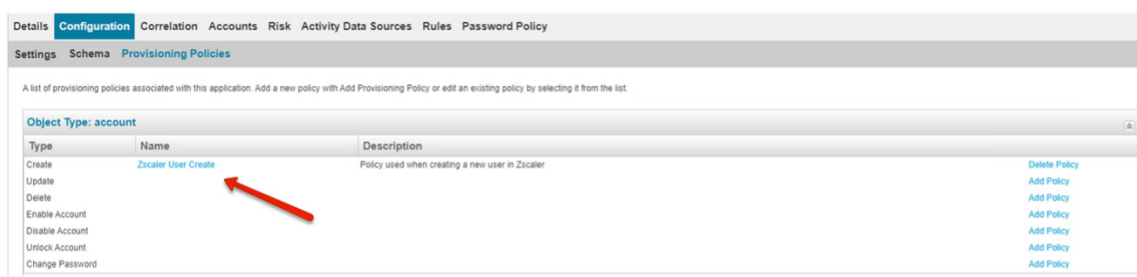 Details Configuration Correlation Accounts Risk Activity Data Sources Rules Password Policy
Settings Schema Provisioning Policies
A list of provisioning policies associated with this application. Add a new policy with Add Provisioning Policy or edit an existing policy by selecting it from the list.
Object Type: account
Type Name Description
Create Zscaler User Create Policy used when creating a new user in Zscaler Delete Policy
Update Add Policy
Delete Add Policy
Enable Account Add Policy
Disable Account Add Policy
Unlock Account Add Policy
Change Password Add Policy